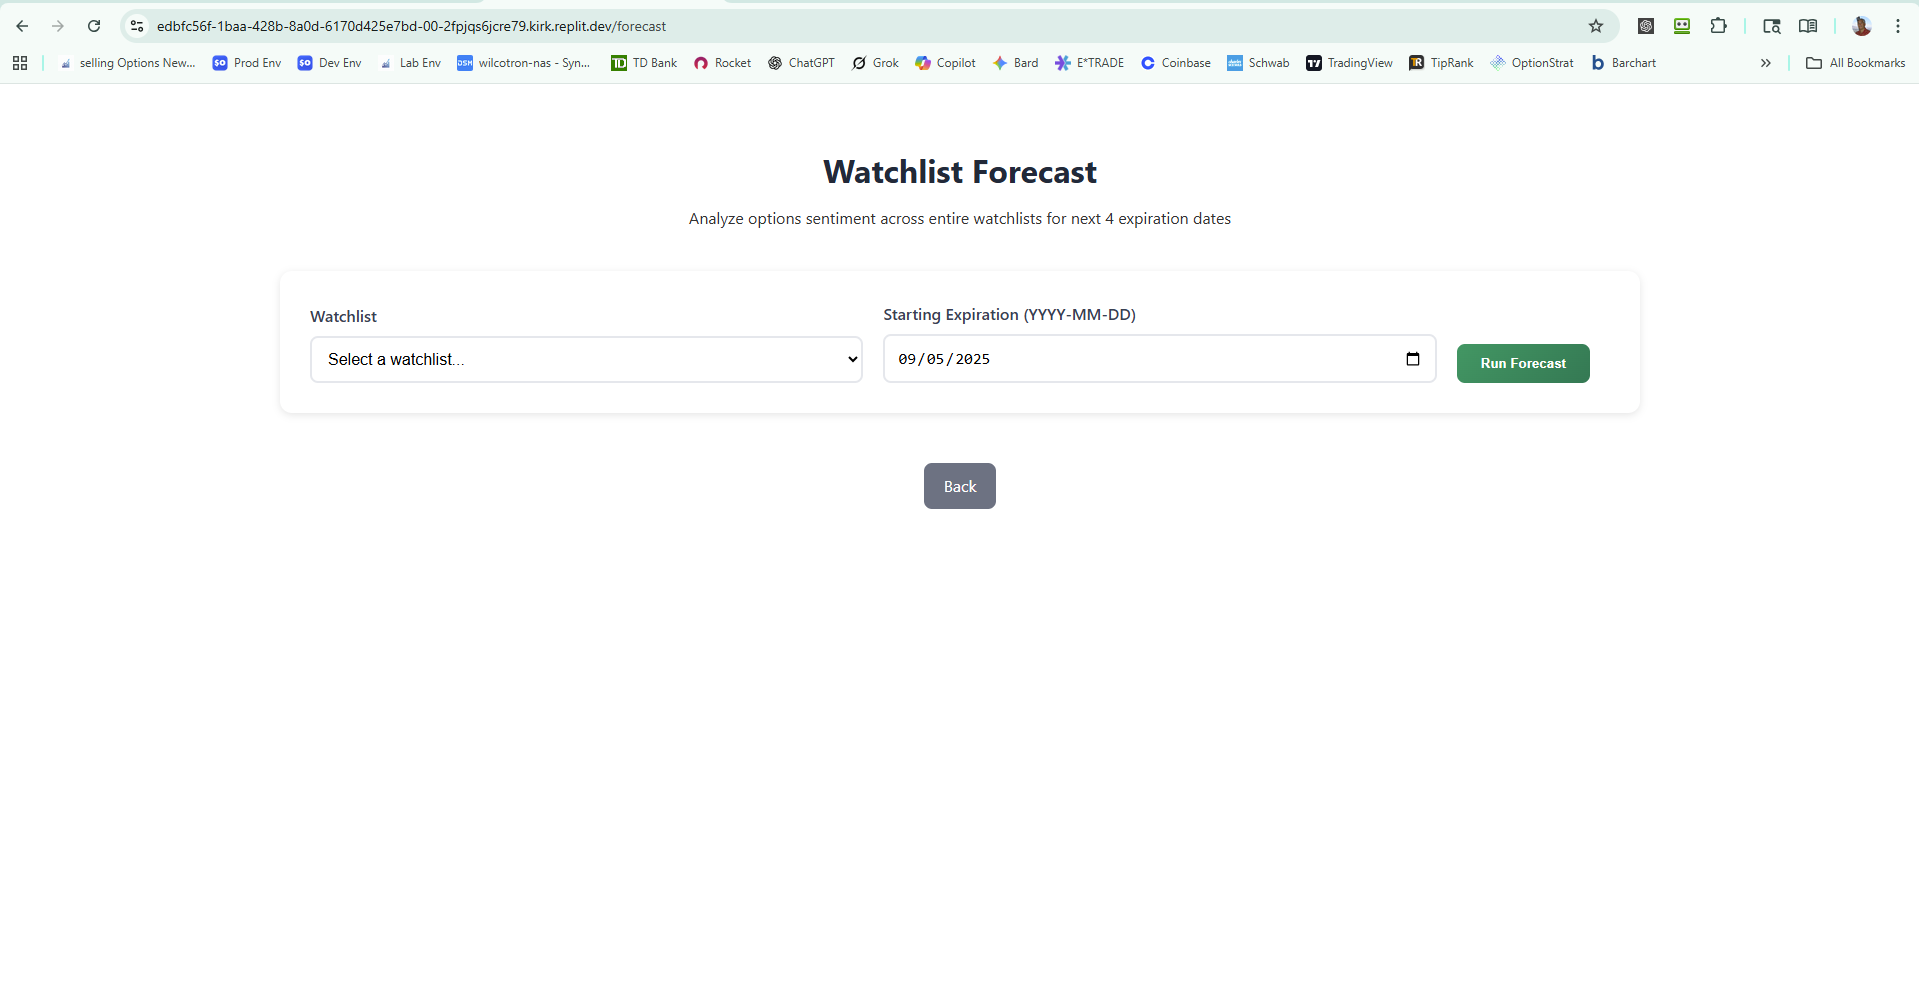 edbfc56f-1baa-428b-8a0d-6170d425e7bd-00-2fpjqs6jcre79.kirk.replit.dev/forecast
selling Options New... Prod Env Dev Env Lab Env DSM wilcotron-nas - Syn... TD TD Bank Rocket ChatGPT Grok Copilot Bard E*TRADE Coinbase Schwab TradingView TR TipRank OptionStrat b Barchart » All Bookmarks
Watchlist Forecast
Analyze options sentiment across entire watchlists for next 4 expiration dates
Watchlist
Starting Expiration (YYYY-MM-DD)
Select a watchlist...
09/05/2025
Run Forecast
Back